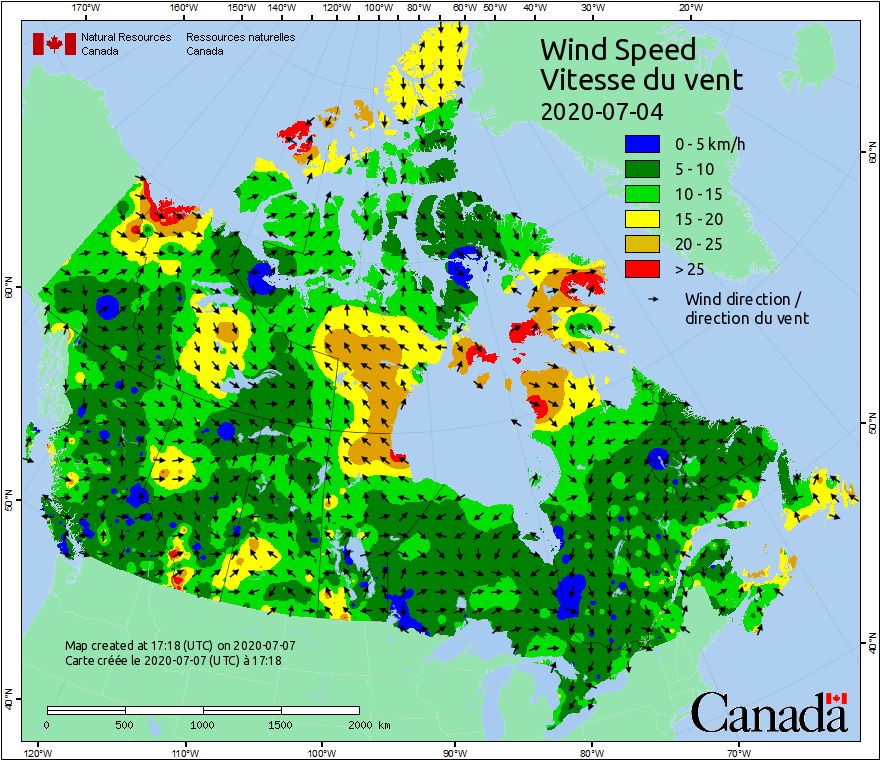 170°W 160°W 150°W 140°W 130°W 120°W 110°W 100°W 90°W 80°W 70°W 60°W 50°W 40°W 30°W 20°W
Natural Resources Ressources naturelles
Canada Canada
Wind Speed
Vitesse du vent
2020-07-04
0 - 5 km/h
5 - 10
10 - 15
15 - 20
20 - 25
> 25
Wind direction /
direction du vent
60°N
60°N
50°N
50°N
40°N
40°N
Map created at 17:18 (UTC) on 2020-07-07
Carte créée le 2020-07-07 (UTC) à 17:18
0 500 1000 1500 2000 km
Canada
120°W 110°W 100°W 90°W 80°W 70°W